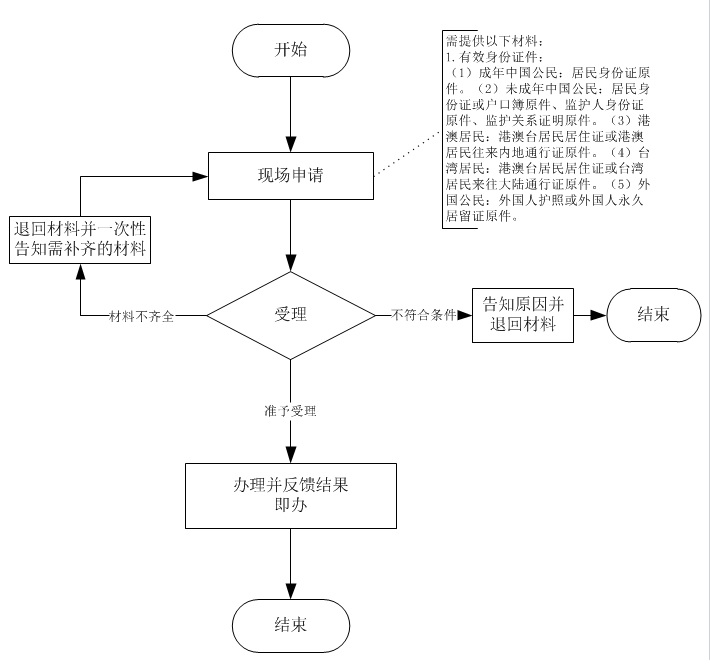 开始
需提供以下材料：
1.有效身份证件：
（1）成年中国公民：居民身份证原
件。（2）未成年中国公民：居民身
份证或户口簿原件、监护人身份证
原件、监护关系证明原件。（3）港
澳居民：港澳台居民居住证或港澳
居民往来内地通行证原件。（4）台
湾居民：港澳台居民居住证或台湾
居民来往大陆通行证原件。（5）外
国公民：外国人护照或外国人永久
居留证原件。
现场申请
退回材料并一次性
告知需补齐的材料
材料不齐全
受理
不符合条件
告知原因并
退回材料
结束
准予受理
办理并反馈结果
即办
结束